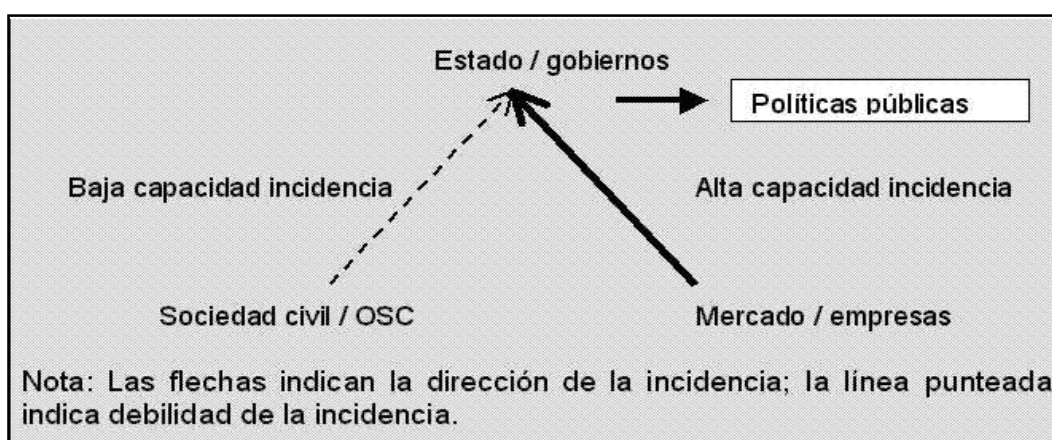 Estado / gobiernos
Políticas públicas
Baja capacidad incidencia
Alta capacidad incidencia
Sociedad civil / OSC
Mercado / empresas
Nota: Las flechas indican la dirección de la incidencia; la línea punteada
indica debilidad de la incidencia.